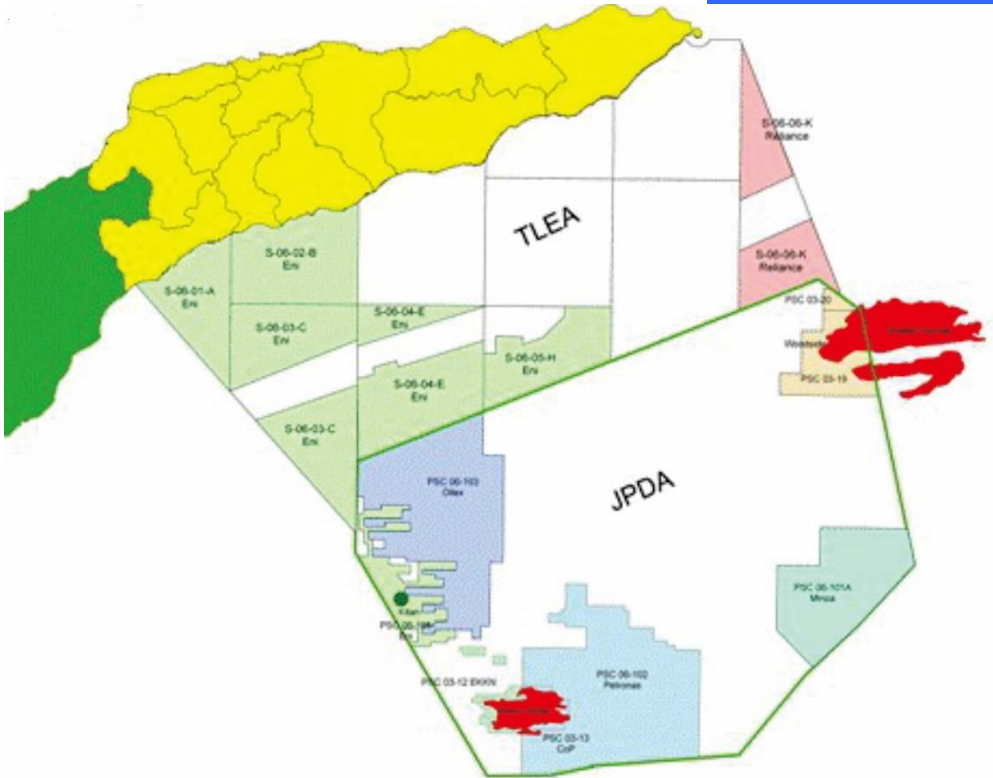 S-06-06-K
Reliance
TLEA
S-06-02-B
Eni
S-06-06-K
Reliance
S-06-01-A
Eni
PSC 03-20
S-06-04-E
Eni
S-06-03-C
Eni
S-06-05-H
Eni
PSC 03-19
S-06-04-E
Eni
S-06-03-C
Eni
JPDA
PSC 06-103
Oilex
PSC 06-101A
Minza
Kitan
Eni
PSC 06-102
Petronas
PSC 03-12
PSC 03-13
CoP